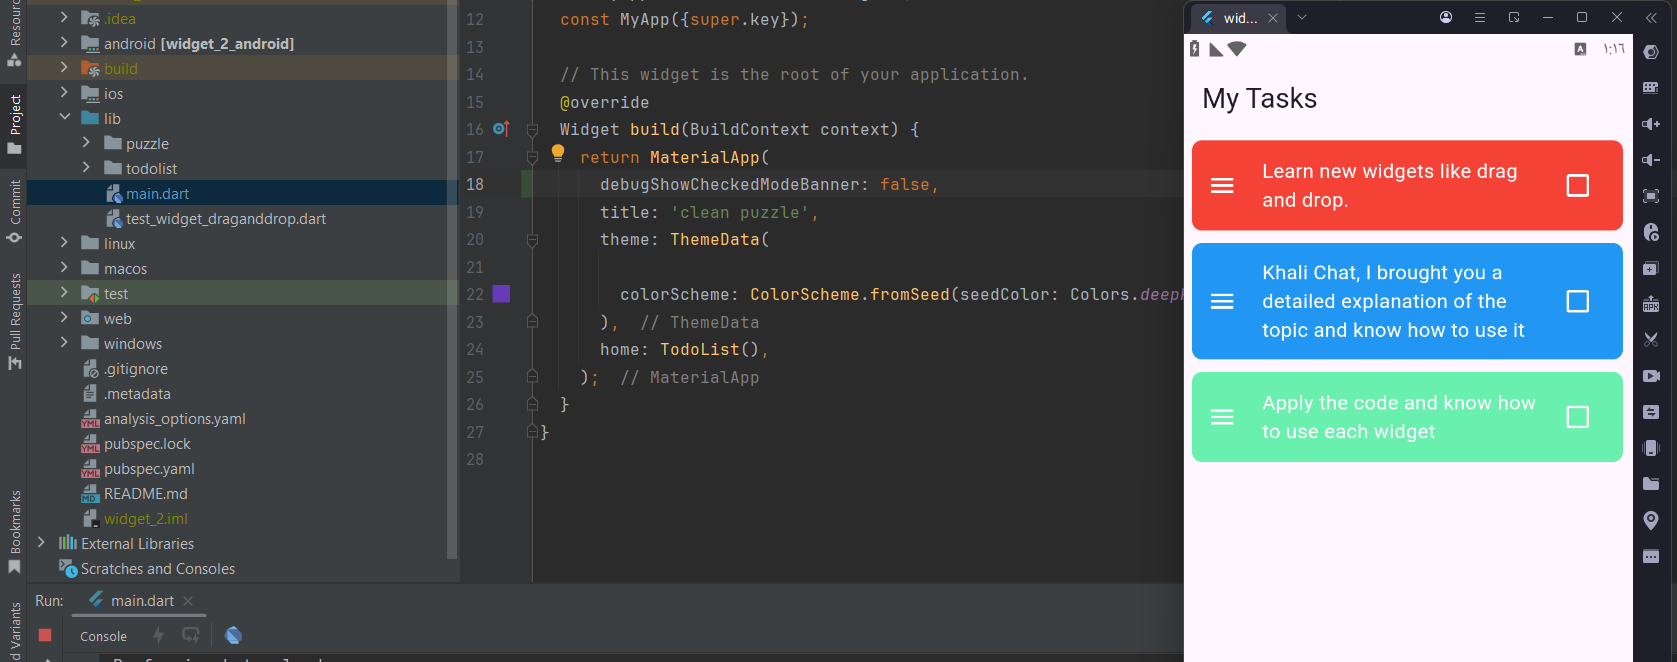 Resourc
Project
Commit
Pull Requests
Bookmarks
d Variants
.idea
android [widget_2_android]
build
ios
lib
puzzle
todolist
main.dart
test_widget_draganddrop.dart
linux
macos
test
web
windows
.gitignore
.metadata
analysis_options.yaml
pubspec.lock
pubspec.yaml
README.md
widget_2.iml
External Libraries
Scratches and Consoles
12 const MyApp({super.key});
13
14 // This widget is the root of your application.
15 @override
16 Widget build(BuildContext context) {
17 return MaterialApp(
18 debugShowCheckedModeBanner: false,
19 title: 'clean puzzle',
20 theme: ThemeData(
21
22 colorScheme: ColorScheme.fromSeed(seedColor: Colors.deep
23 ), // ThemeData
24 home: TodoList(),
25 ); // MaterialApp
26 }
27 }
28
Run: main.dart
Console
wid...
A ١:١٦
My Tasks
Learn new widgets like drag
and drop.
Khali Chat, I brought you a
detailed explanation of the
topic and know how to use it
Apply the code and know how
to use each widget